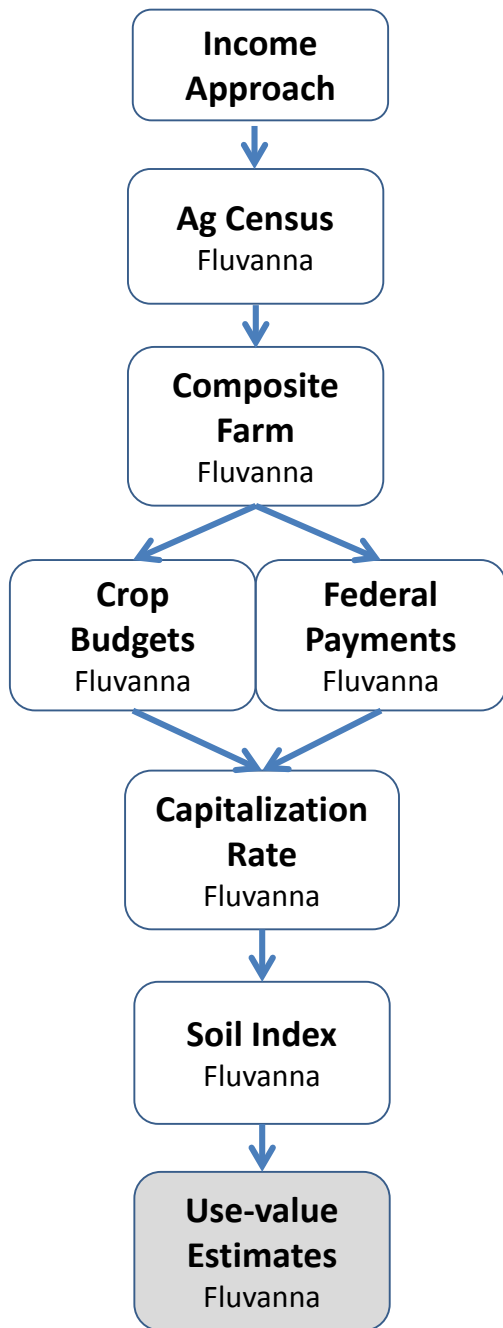 Income
Approach
Ag Census
Fluvanna
Composite
Farm
Fluvanna
Crop
Budgets
Fluvanna
Federal
Payments
Fluvanna
Capitalization
Rate
Fluvanna
Soil Index
Fluvanna
Use-value
Estimates
Fluvanna